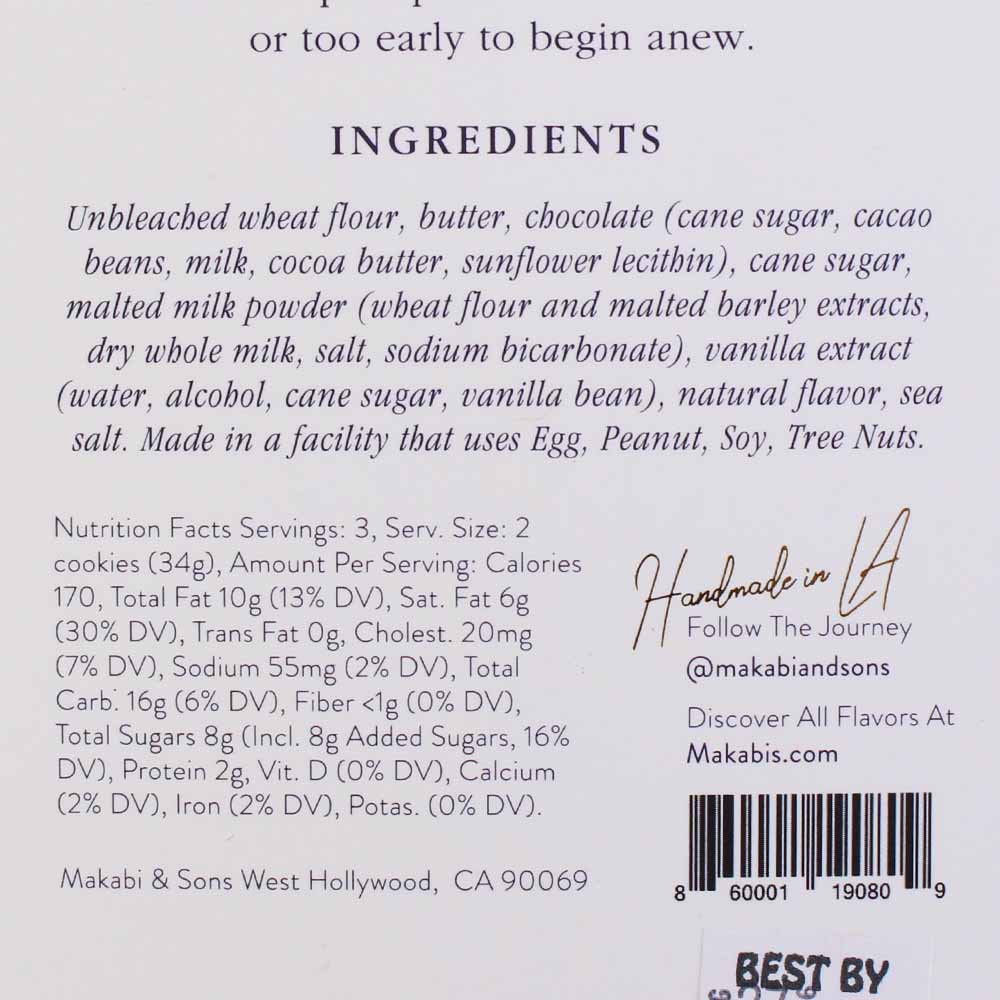 or too early to begin anew.
INGREDIENTS
Unbleached wheat flour, butter, chocolate (cane sugar, cacao
beans, milk, cocoa butter, sunflower lecithin), cane sugar,
malted milk powder (wheat flour and malted barley extracts,
dry whole milk, salt, sodium bicarbonate), vanilla extract
(water, alcohol, cane sugar, vanilla bean), natural flavor, sea
salt. Made in a facility that uses Egg, Peanut, Soy, Tree Nuts.
Nutrition Facts Servings: 3, Serv. Size: 2
cookies (34g), Amount Per Serving: Calories
170, Total Fat 10g (13% DV), Sat. Fat 6g
(30% DV), Trans Fat 0g, Cholest. 20mg
(7% DV), Sodium 55mg (2% DV), Total
Carb. 16g (6% DV), Fiber <1g (0% DV),
Total Sugars 8g (Incl. 8g Added Sugars, 16%
DV), Protein 2g, Vit. D (0% DV), Calcium
(2% DV), Iron (2% DV), Potas. (0% DV).
Makabi & Sons West Hollywood, CA 90069
Handmade in LA
Follow The Journey
@makabiandsons
Discover All Flavors At
Makabis.com
8 60001 19080 9
BEST BY